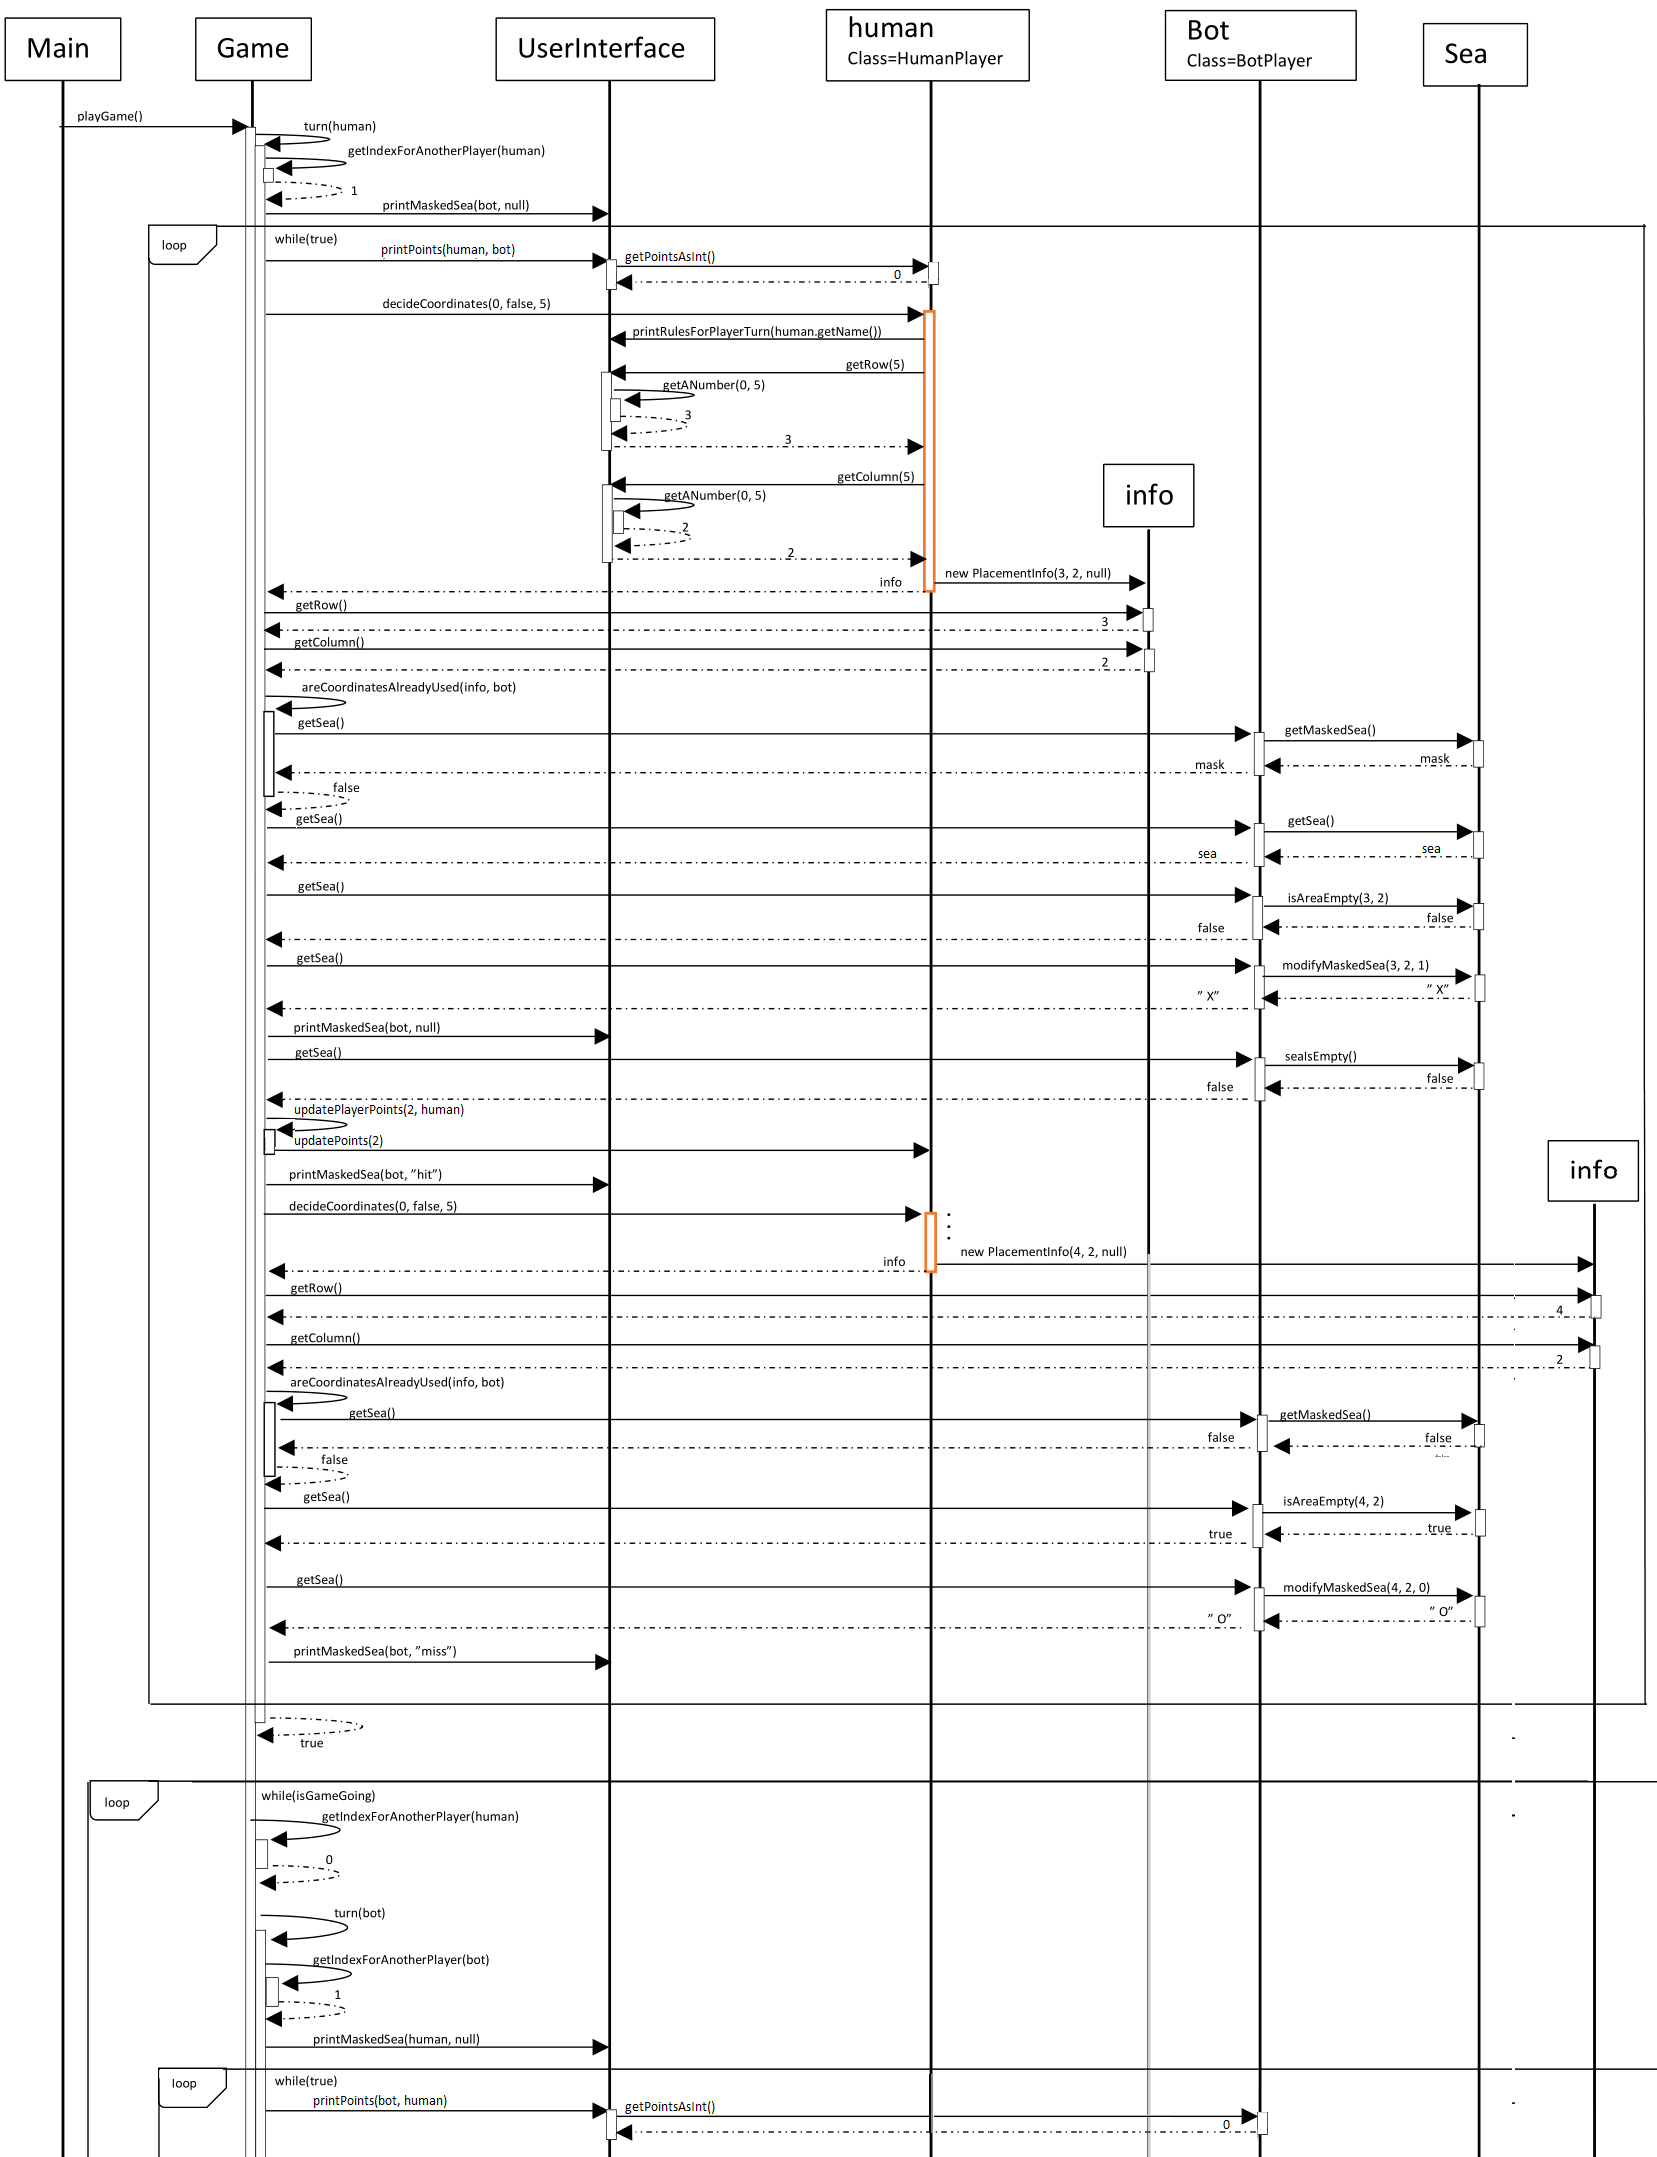 Main
Game
UserInterface
human
Class=HumanPlayer
Bot
Class=BotPlayer
Sea
playGame()
turn(human)
getIndexForAnotherPlayer(human)
1
printMaskedSea(bot, null)
loop
while(true)
printPoints(human, bot)
getPointsAsInt()
0
decideCoordinates(0, false, 5)
printRulesForPlayerTurn(human.getName())
getRow(5)
getANumber(0, 5)
3
3
getColumn(5)
getANumber(0, 5)
2
2
info
new PlacementInfo(3, 2, null)
info
getRow()
3
getColumn()
2
areCoordinatesAlreadyUsed(info, bot)
getSea()
getMaskedSea()
mask
mask
false
getSea()
getSea()
sea
sea
getSea()
isAreaEmpty(3, 2)
false
false
getSea()
modifyMaskedSea(3, 2, 1)
” X”
” X”
printMaskedSea(bot, null)
getSea()
seaIsEmpty()
false
false
updatePlayerPoints(2, human)
updatePoints(2)
printMaskedSea(bot, ”hit”)
info
decideCoordinates(0, false, 5)
new PlacementInfo(4, 2, null)
info
getRow()
4
getColumn()
2
areCoordinatesAlreadyUsed(info, bot)
getSea()
getMaskedSea()
false
false
false
getSea()
isAreaEmpty(4, 2)
true
true
getSea()
modifyMaskedSea(4, 2, 0)
” O”
” O”
printMaskedSea(bot, ”miss”)
true
loop
while(isGameGoing)
getIndexForAnotherPlayer(human)
0
turn(bot)
getIndexForAnotherPlayer(bot)
1
printMaskedSea(human, null)
loop
while(true)
printPoints(bot, human)
getPointsAsInt()
0